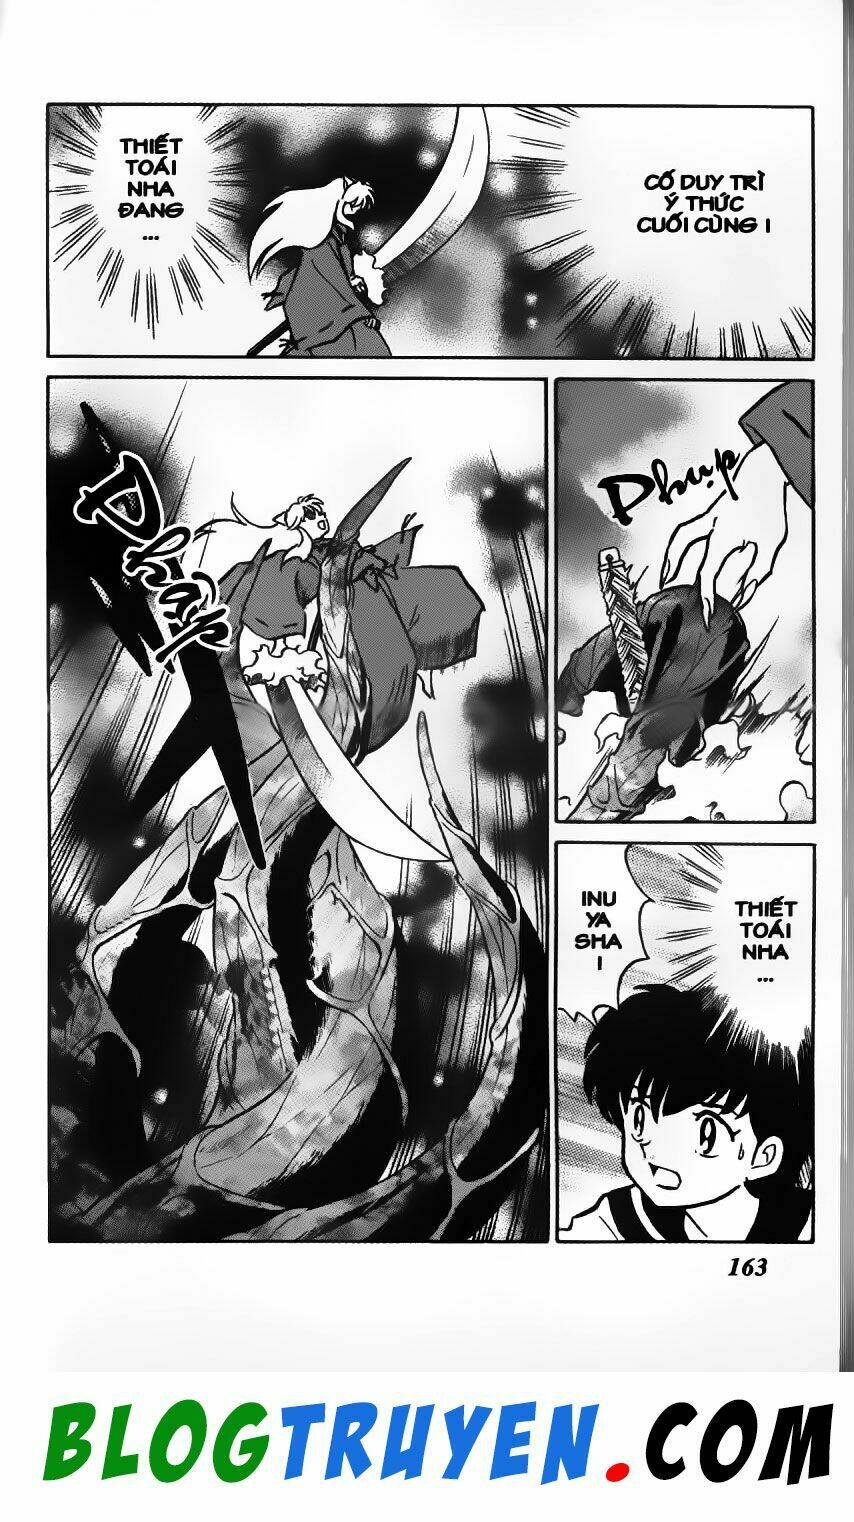 CỐ DUY TRÌ
Ý THỨC
CUỐI CÙNG !
THIẾT
TOÁI
NHA
ĐANG
...
Phụp
THIẾT
TOÁI
NHA
...
INU
YA
SHA
!
Phập
163
BLOGTRUYEN.COM